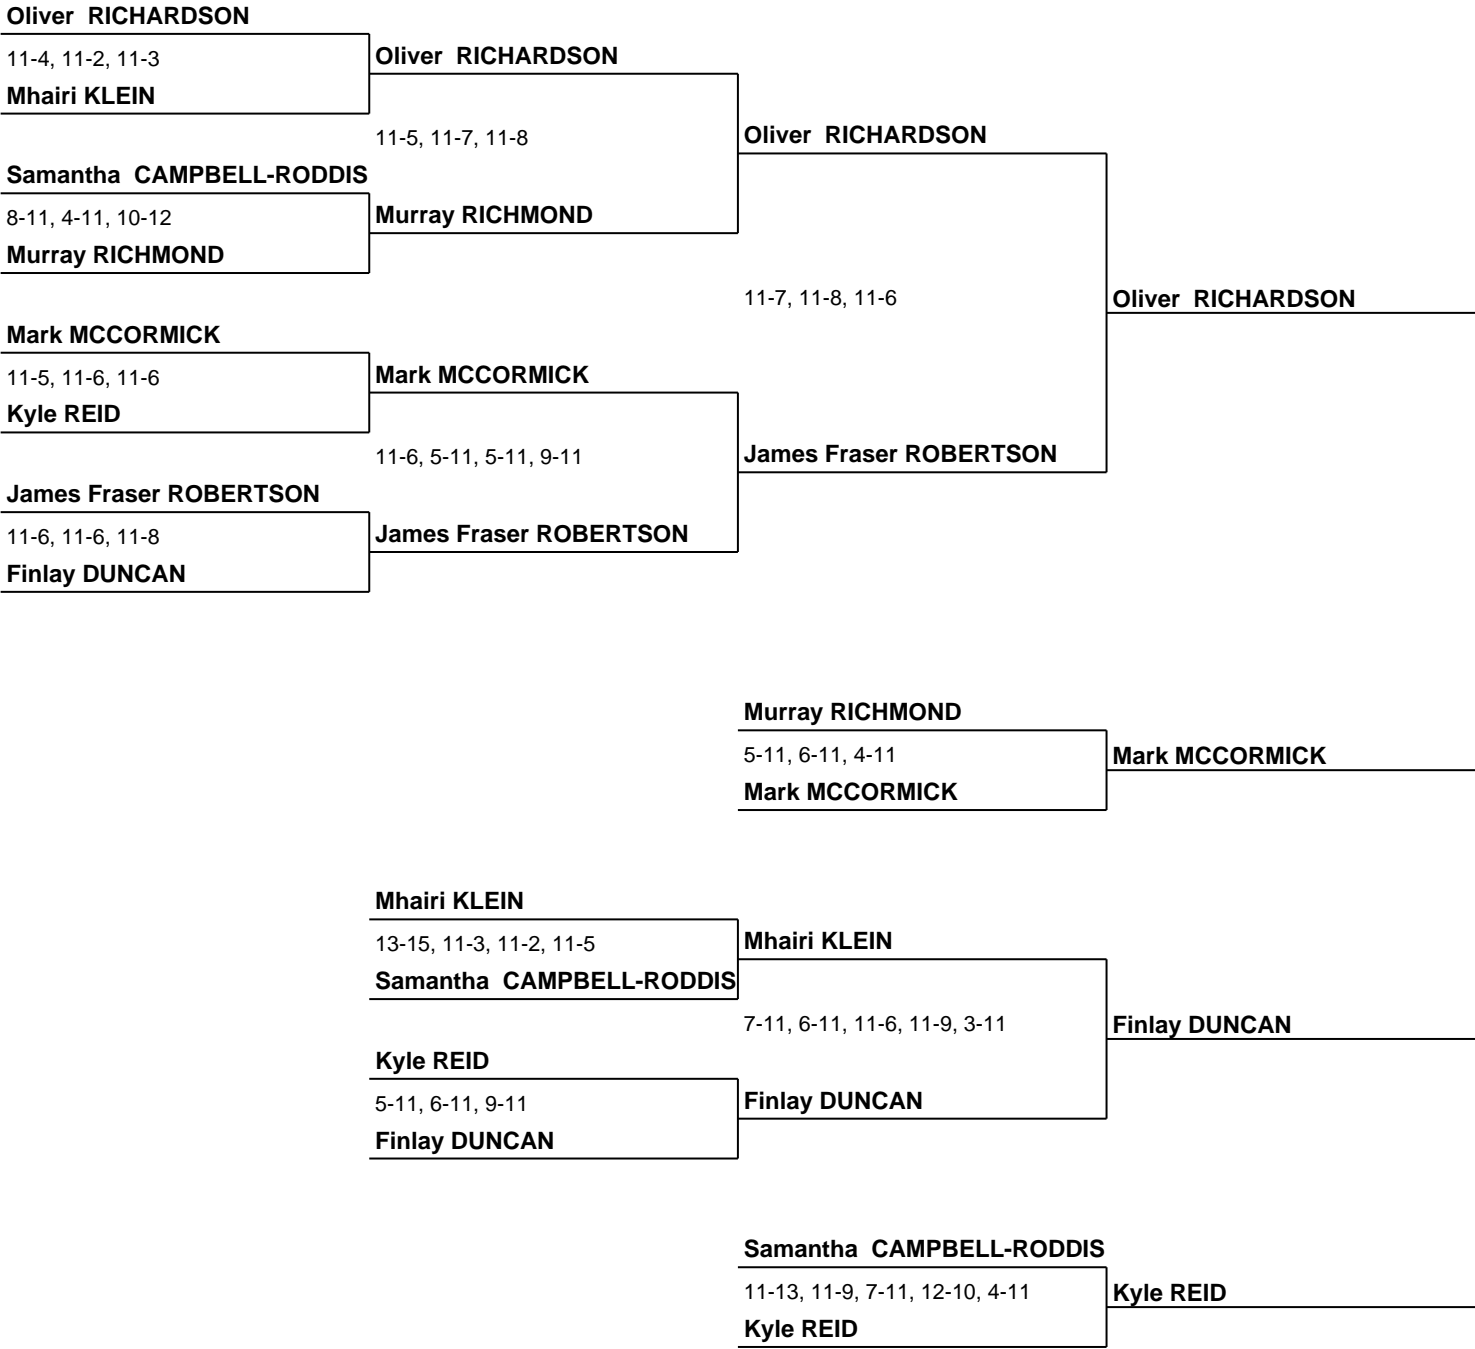 Oliver  RICHARDSON
11-4, 11-2, 11-3
Oliver  RICHARDSON
Mhairi KLEIN
11-5, 11-7, 11-8
Oliver  RICHARDSON
Samantha  CAMPBELL-RODDIS
8-11, 4-11, 10-12
Murray RICHMOND
Murray RICHMOND
11-7, 11-8, 11-6
Oliver  RICHARDSON
Mark MCCORMICK
11-5, 11-6, 11-6
Mark MCCORMICK
Kyle REID
11-6, 5-11, 5-11, 9-11
James Fraser ROBERTSON
James Fraser ROBERTSON
11-6, 11-6, 11-8
James Fraser ROBERTSON
Finlay DUNCAN
Murray RICHMOND
5-11, 6-11, 4-11
Mark MCCORMICK
Mark MCCORMICK
Mhairi KLEIN
13-15, 11-3, 11-2, 11-5
Mhairi KLEIN
Samantha  CAMPBELL-RODDIS
7-11, 6-11, 11-6, 11-9, 3-11
Finlay DUNCAN
Kyle REID
5-11, 6-11, 9-11
Finlay DUNCAN
Finlay DUNCAN
Samantha  CAMPBELL-RODDIS
11-13, 11-9, 7-11, 12-10, 4-11
Kyle REID
Kyle REID